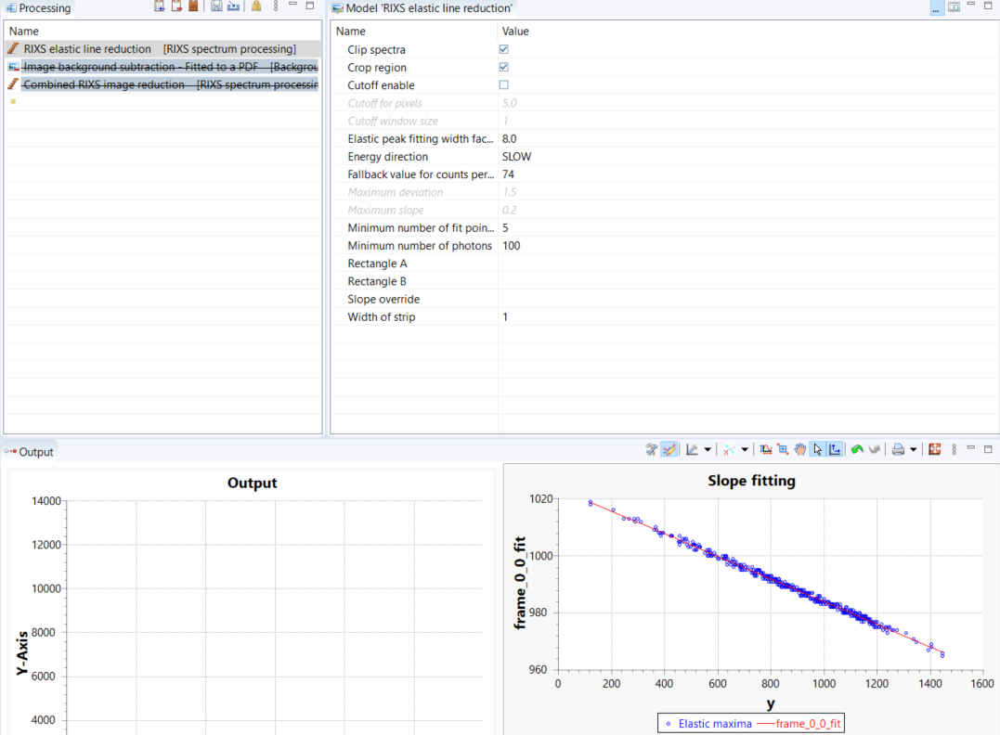 Processing
Name
RIXS elastic line reduction [RIXS spectrum processing]
Image background subtraction - Fitted to a PDF [Backgrou
Combined RIXS image reduction [RIXS spectrum processin
Model 'RIXS elastic line reduction'
...
Name Value
Clip spectra
Crop region
Cutoff enable
Cutoff for pixels 5.0
Cutoff window size 1
Elastic peak fitting width fac... 8.0
Energy direction SLOW
Fallback value for counts per... 74
Maximum deviation 1.5
Maximum slope 0.2
Minimum number of fit poin... 5
Minimum number of photons 100
Rectangle A
Rectangle B
Slope override
Width of strip 1
Output
Output
14000
12000
10000
8000
6000
4000
Y-Axis
Slope fitting
1020
1000
980
960
frame_0_0_fit
0 200 400 600 800 1000 1200 1400 1600
y
Elastic maxima frame_0_0_fit